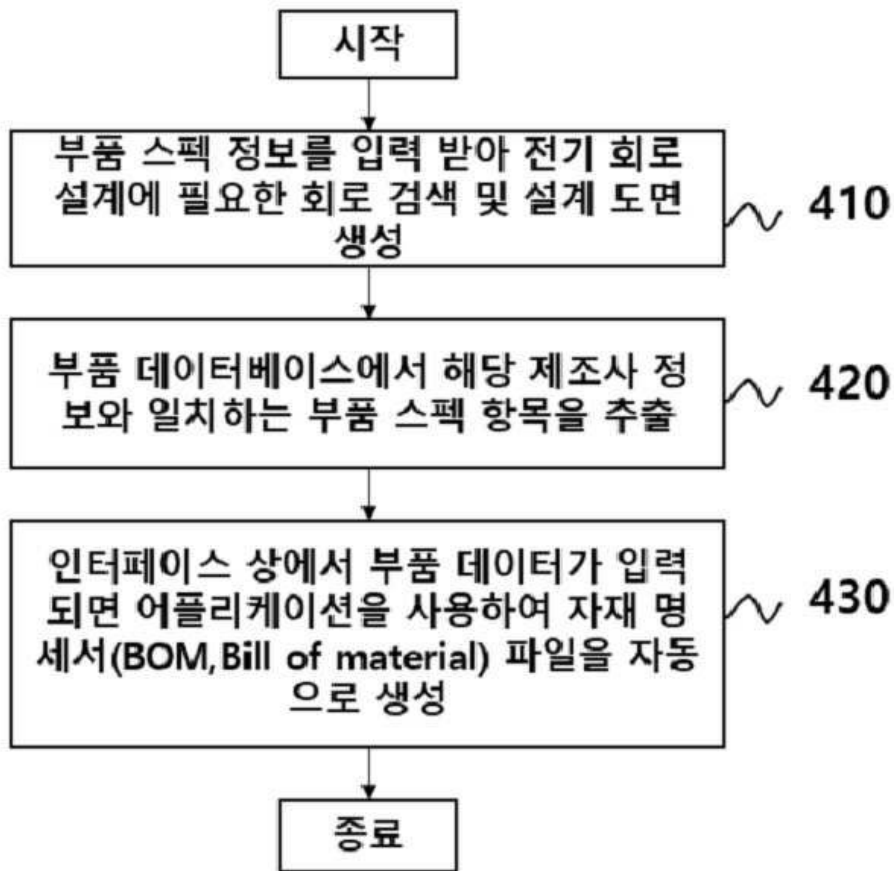 시작
부품 스펙 정보를 입력 받아 전기 회로
설계에 필요한 회로 검색 및 설계 도면
생성
410
부품 데이터베이스에서 해당 제조사 정
보와 일치하는 부품 스펙 항목을 추출
420
인터페이스 상에서 부품 데이터가 입력
되면 어플리케이션을 사용하여 자재 명
세서(BOM,Bill of material) 파일을 자동
으로 생성
430
종료